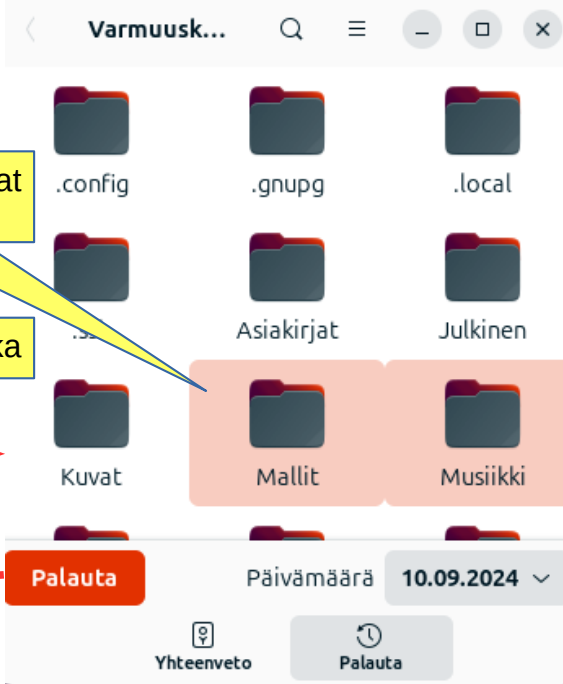 Varmuusk...
at
.config .gnupg .local
Asiakirjat Julkinen
ka
Kuvat Mallit Musiikki
Palauta Päivämäärä 10.09.2024
Yhteenveto Palauta